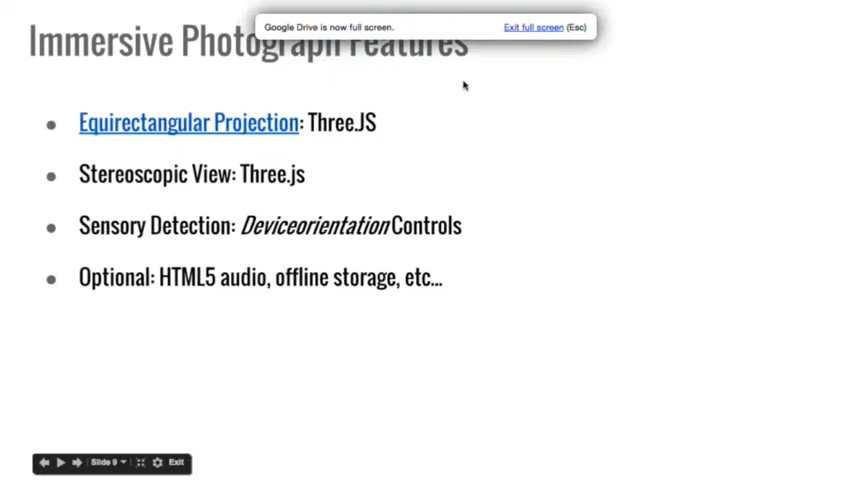 Google Drive is now full screen. Exit full screen (Esc)
Immersive Photograph Features
Equirectangular Projection: Three.JS
Stereoscopic View: Three.js
Sensory Detection: DeviceorientationControls
Optional: HTML5 audio, offline storage, etc...
Slide 9 Exit